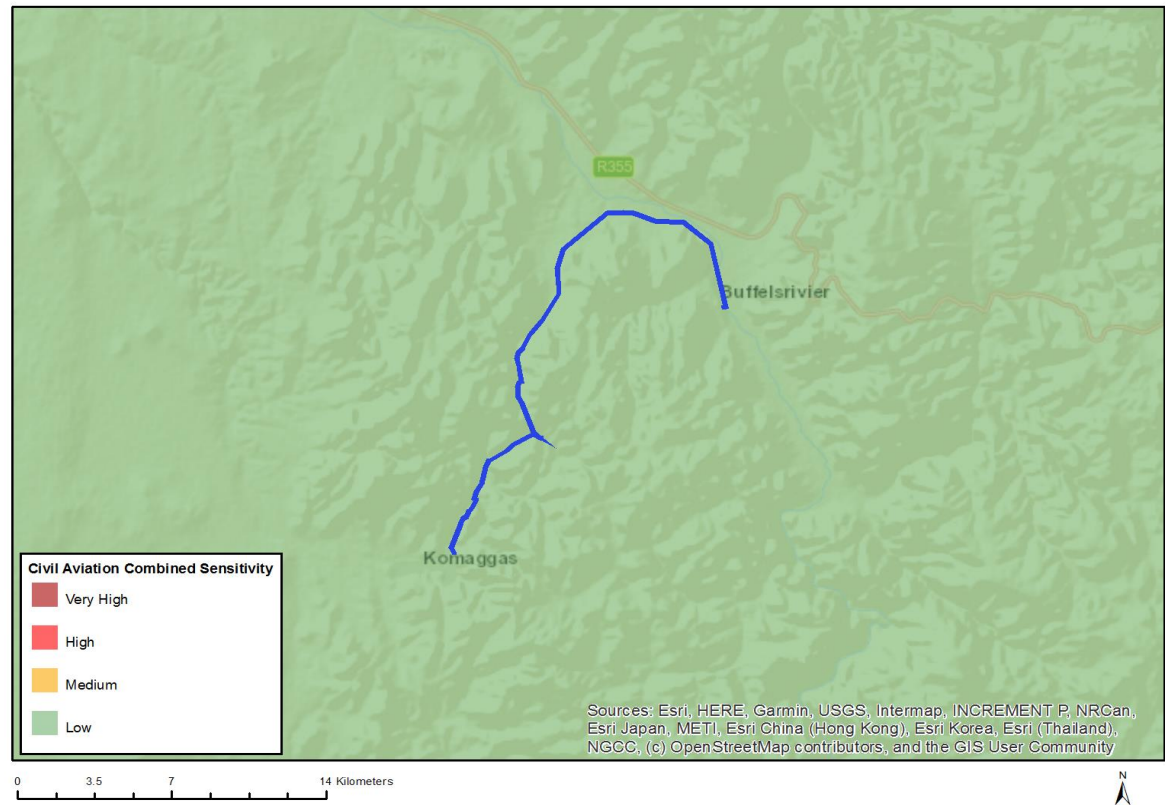 R355
Buffelsrivier
Komaggas
Civil Aviation Combined Sensitivity
Very High
High
Medium
Low
Sources: Esri, HERE, Garmin, USGS, Intermap, INCREMENT P, NRCan,
Esri Japan, METI, Esri China (Hong Kong), Esri Korea, Esri (Thailand),
NGCC, (c) OpenStreetMap contributors, and the GIS User Community
0 3.5 7 14 Kilometers
N